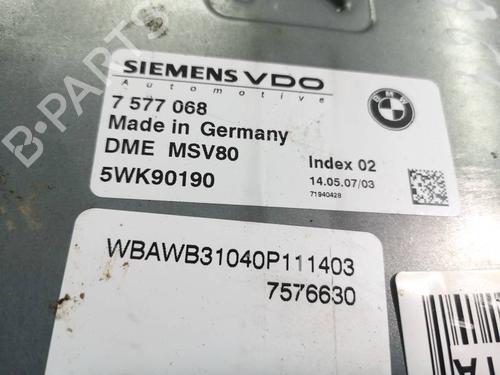 B-PARTS
SIEMENS VDO
Automotive
BMW
7 577 068
Made in Germany
DME MSV80
Index 02
5WK90190
14.05.07/03
71940428
WBAWB31040P111403
7576630